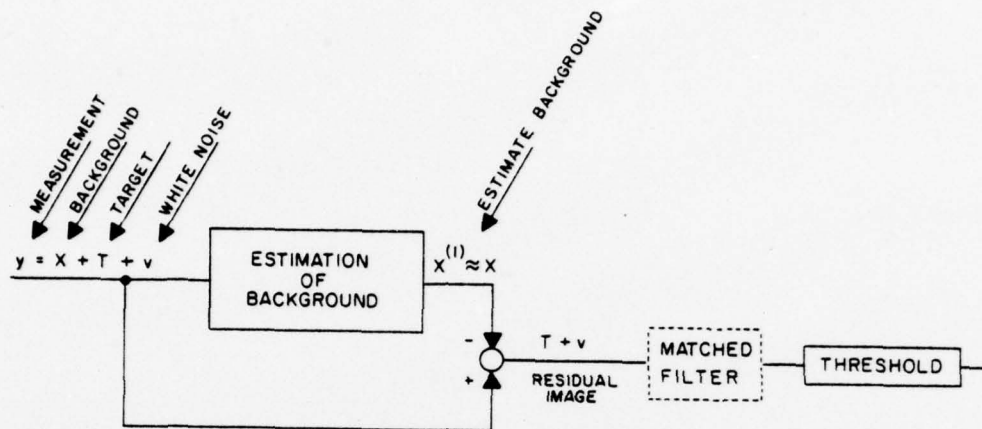 MEASUREMENT
BACKGROUND
TARGET
WHITE NOISE
ESTIMATE BACKGROUND
y = X + T + v
ESTIMATION
OF
BACKGROUND
X^(1) ≈ X
-
+
T + v
RESIDUAL
IMAGE
MATCHED
FILTER
THRESHOLD